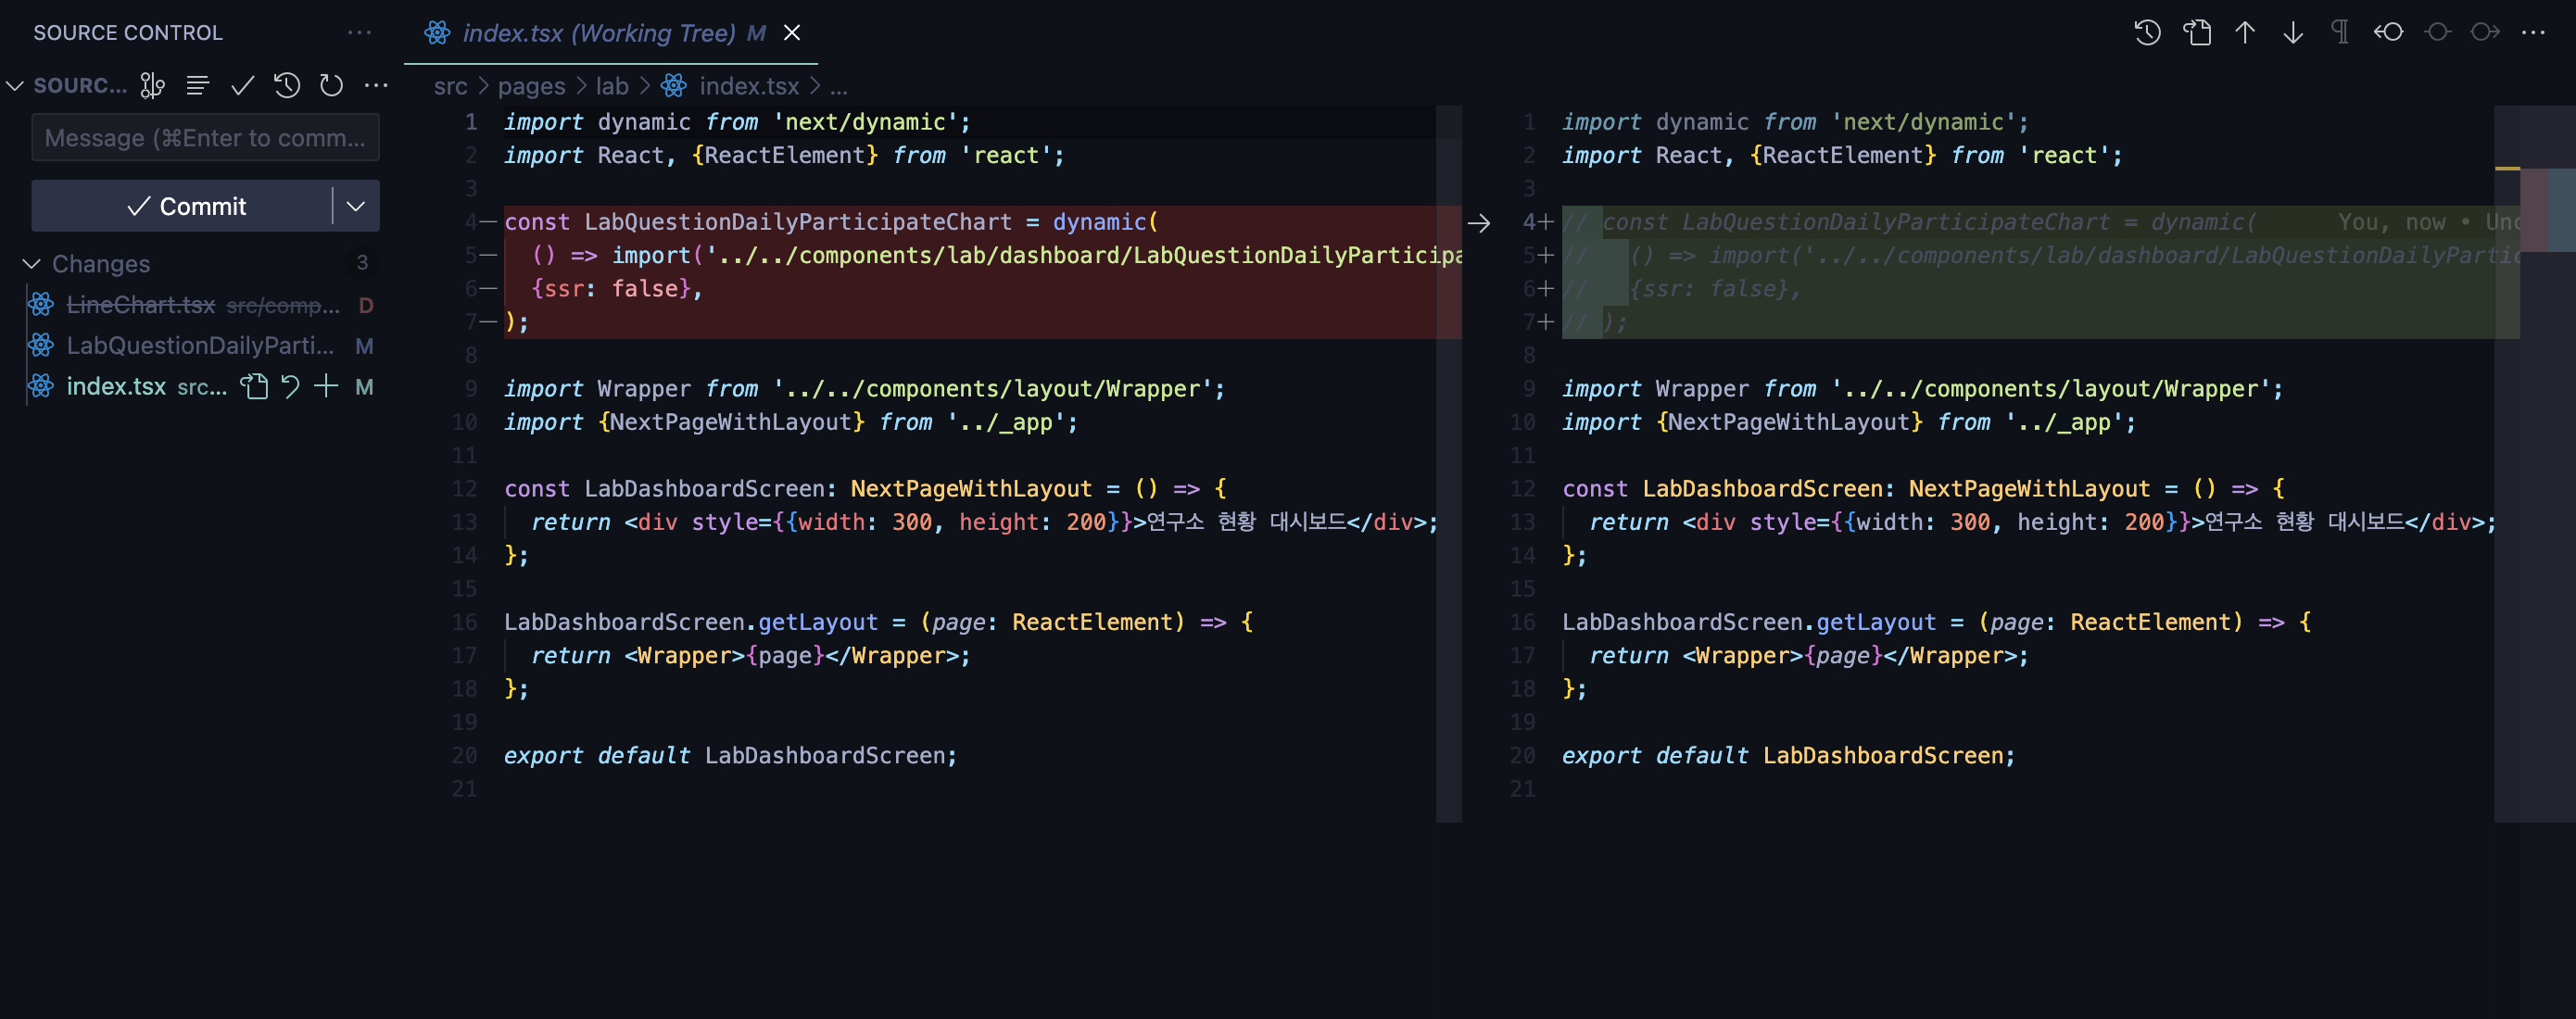 SOURCE CONTROL
SOURC...
Message (⌘Enter to comm...
Commit
Changes
3
LineChart.tsx src/comp... D
LabQuestionDailyParti... M
index.tsx src... M
index.tsx (Working Tree) M
src > pages > lab > index.tsx > ...
1 import dynamic from 'next/dynamic';
2 import React, {ReactElement} from 'react';
3
4— const LabQuestionDailyParticipateChart = dynamic(
5— () => import('../../components/lab/dashboard/LabQuestionDailyParticipa
6— {ssr: false},
7— );
8
9 import Wrapper from '../../components/layout/Wrapper';
10 import {NextPageWithLayout} from '../_app';
11
12 const LabDashboardScreen: NextPageWithLayout = () => {
13 return <div style={{width: 300, height: 200}}>연구소 현황 대시보드</div>;
14 };
15
16 LabDashboardScreen.getLayout = (page: ReactElement) => {
17 return <Wrapper>{page}</Wrapper>;
18 };
19
20 export default LabDashboardScreen;
21
1 import dynamic from 'next/dynamic';
2 import React, {ReactElement} from 'react';
3
4+ // const LabQuestionDailyParticipateChart = dynamic( You, now • Unc
5+ // () => import('../../components/lab/dashboard/LabQuestionDailyPartic
6+ // {ssr: false},
7+ // );
8
9 import Wrapper from '../../components/layout/Wrapper';
10 import {NextPageWithLayout} from '../_app';
11
12 const LabDashboardScreen: NextPageWithLayout = () => {
13 return <div style={{width: 300, height: 200}}>연구소 현황 대시보드</div>;
14 };
15
16 LabDashboardScreen.getLayout = (page: ReactElement) => {
17 return <Wrapper>{page}</Wrapper>;
18 };
19
20 export default LabDashboardScreen;
21